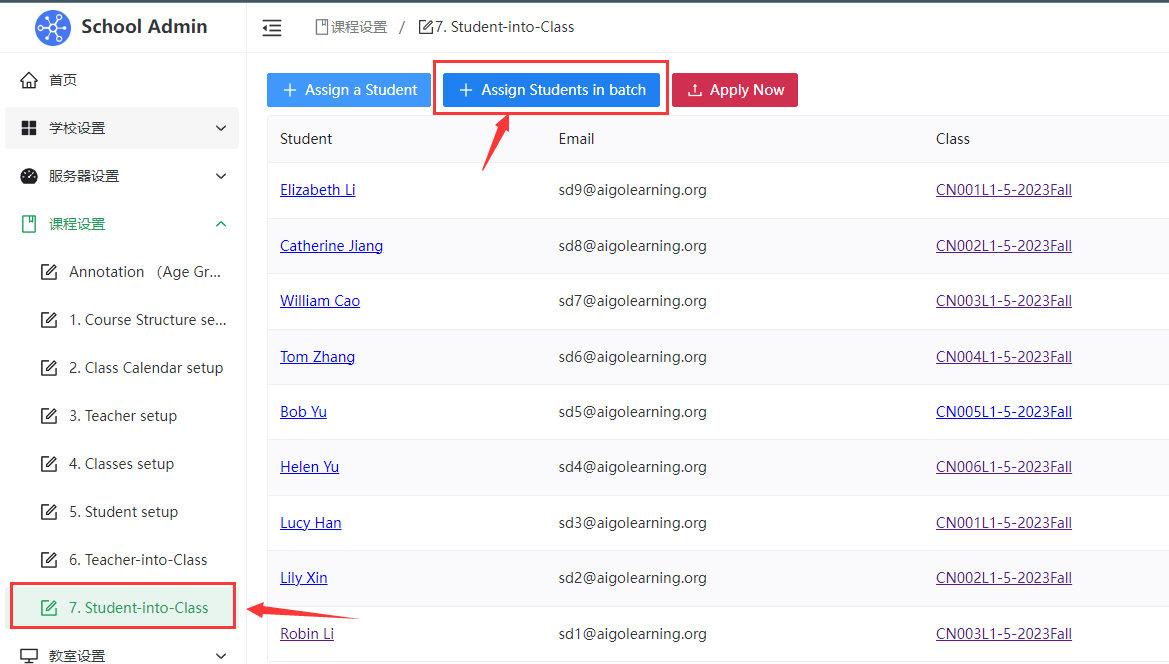 School Admin
课程设置 / 7. Student-into-Class
首页
学校设置
服务器设置
课程设置
Annotation （Age Gr...
1. Course Structure se...
2. Class Calendar setup
3. Teacher setup
4. Classes setup
5. Student setup
6. Teacher-into-Class
7. Student-into-Class
教室设置
Assign a Student Assign Students in batch Apply Now
Student Email Class
Elizabeth Li sd9@aigolearning.org CN001L1-5-2023Fall
Catherine Jiang sd8@aigolearning.org CN002L1-5-2023Fall
William Cao sd7@aigolearning.org CN003L1-5-2023Fall
Tom Zhang sd6@aigolearning.org CN004L1-5-2023Fall
Bob Yu sd5@aigolearning.org CN005L1-5-2023Fall
Helen Yu sd4@aigolearning.org CN006L1-5-2023Fall
Lucy Han sd3@aigolearning.org CN001L1-5-2023Fall
Lily Xin sd2@aigolearning.org CN002L1-5-2023Fall
Robin Li sd1@aigolearning.org CN003L1-5-2023Fall